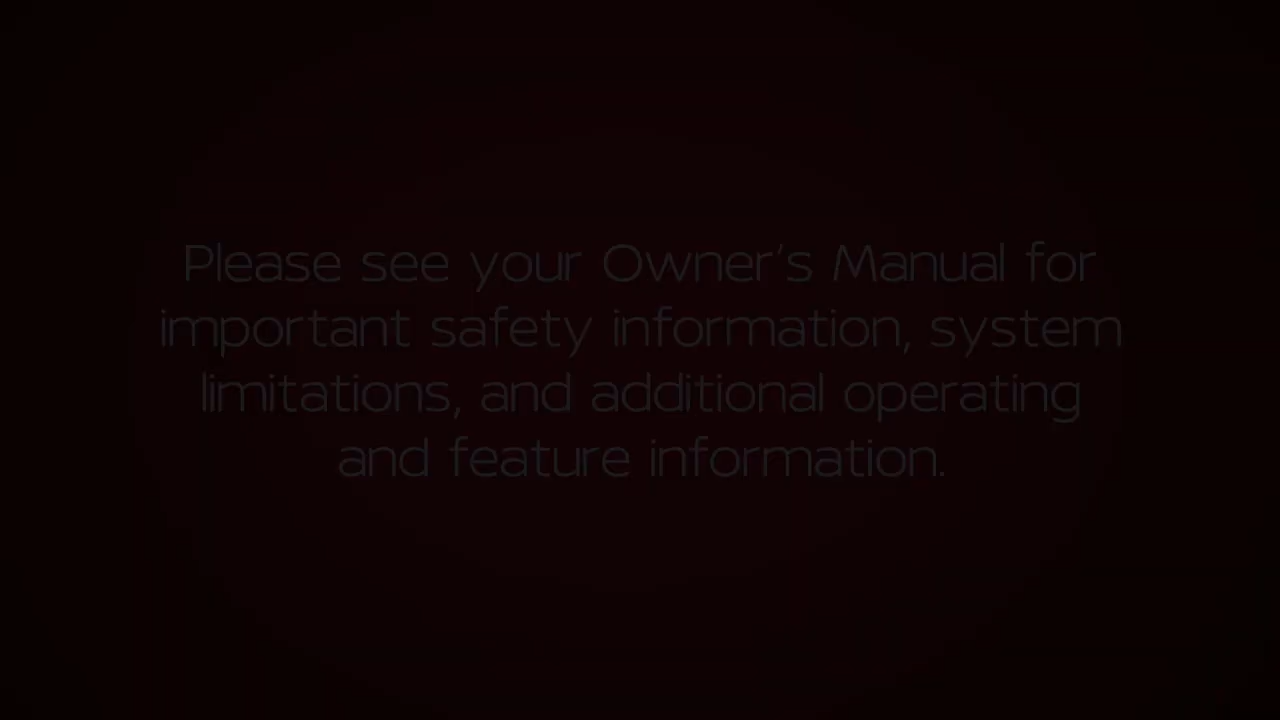 Please see your Owner’s Manual for
important safety information, system
limitations, and additional operating
and feature information.